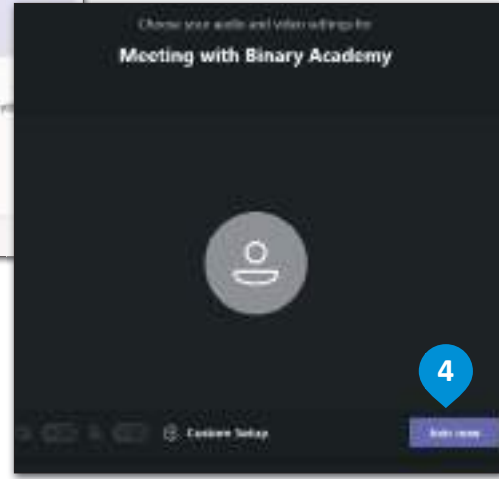 Choose your audio and video settings for
Meeting with Binary Academy
4
Custom Setup
Join now